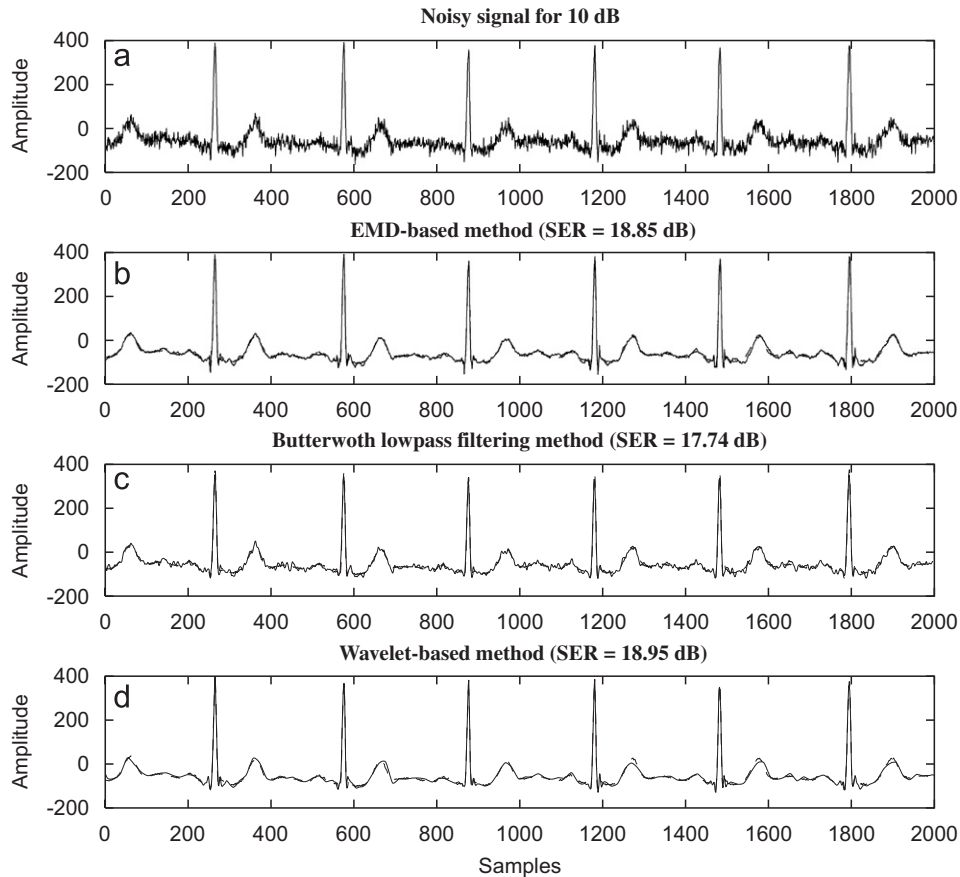 Noisy signal for 10 dB
a
Amplitude
400
200
0
-200
0 200 400 600 800 1000 1200 1400 1600 1800 2000
EMD-based method (SER = 18.85 dB)
b
Amplitude
400
200
0
-200
0 200 400 600 800 1000 1200 1400 1600 1800 2000
Butterwoth lowpass filtering method (SER = 17.74 dB)
c
Amplitude
400
200
0
-200
0 200 400 600 800 1000 1200 1400 1600 1800 2000
Wavelet-based method (SER = 18.95 dB)
d
Amplitude
400
200
0
-200
0 200 400 600 800 1000 1200 1400 1600 1800 2000
Samples